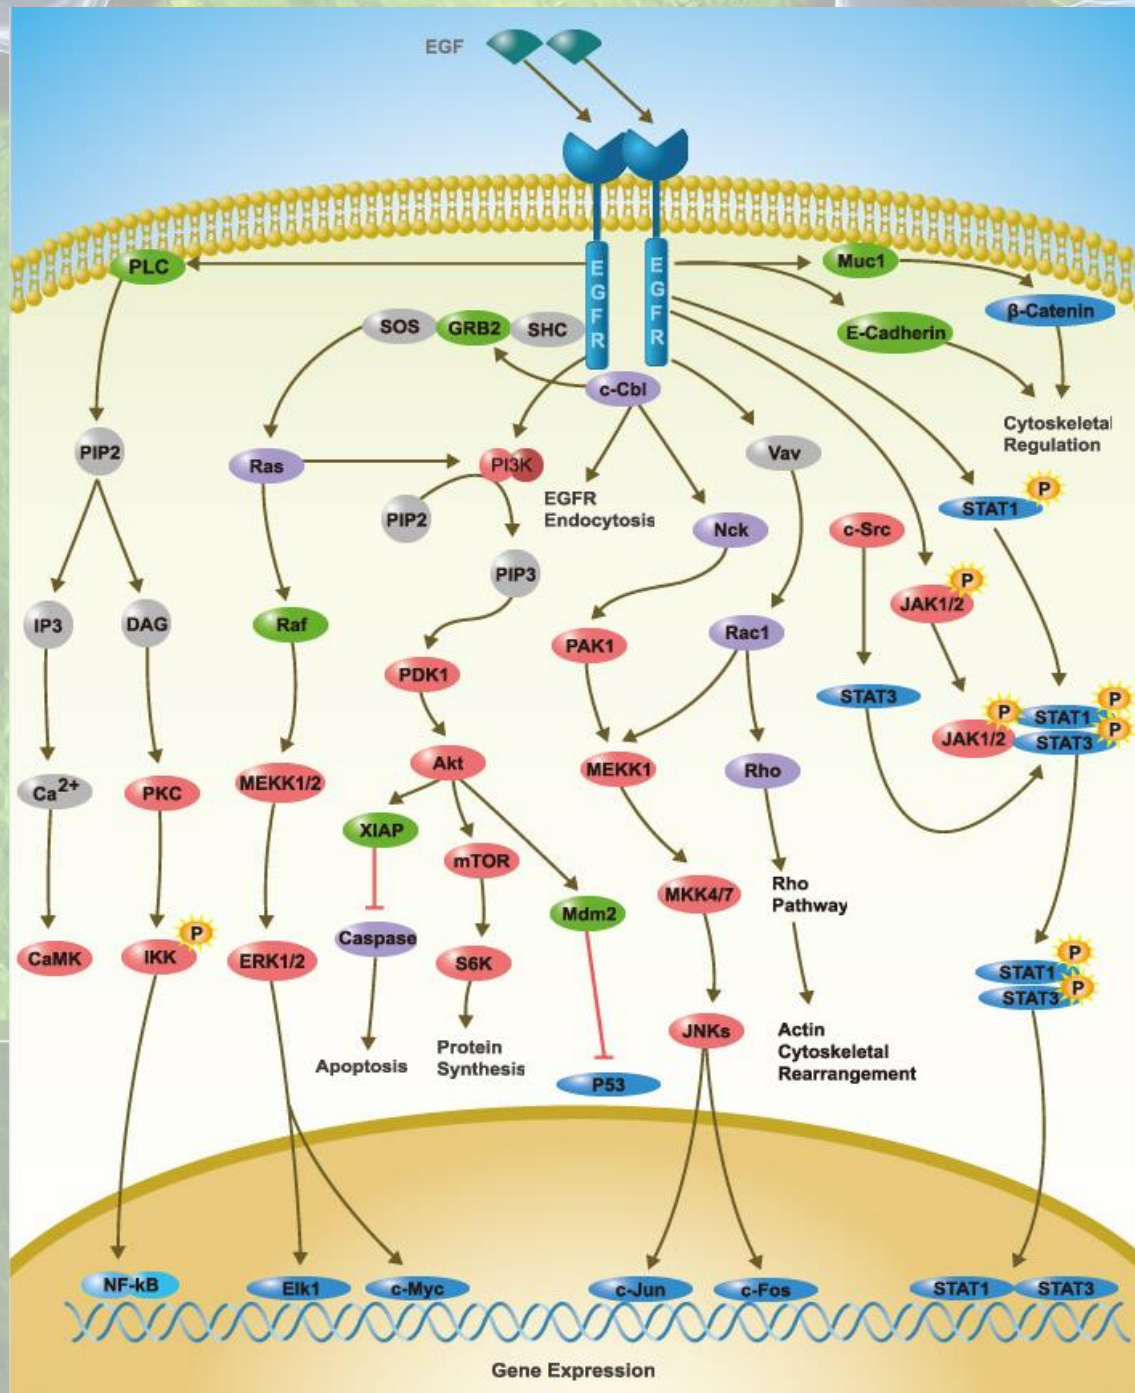 EGF
EGFR
EGFR
PLC
Muc1
β-Catenin
E-Cadherin
SOS
GRB2
SHC
c-Cbl
Cytoskeletal
Regulation
PIP2
Ras
PI3K
Vav
EGFR
Endocytosis
PIP2
P
STAT1
Nck
c-Src
PIP3
P
JAK1/2
IP3
DAG
Raf
PAK1
Rac1
PDK1
STAT3
P
P
STAT1
P
JAK1/2
STAT3
Akt
MEKK1
Rho
Ca2+
PKC
MEKK1/2
XIAP
mTOR
Rho
Pathway
MKK4/7
Mdm2
P
Caspase
CaMK
IKK
ERK1/2
S6K
P
STAT1
P
STAT3
JNKs
Actin
Cytoskeletal
Rearrangement
Apoptosis
Protein
Synthesis
P53
NF-kB
Elk1
c-Myc
c-Jun
c-Fos
STAT1
STAT3
Gene Expression